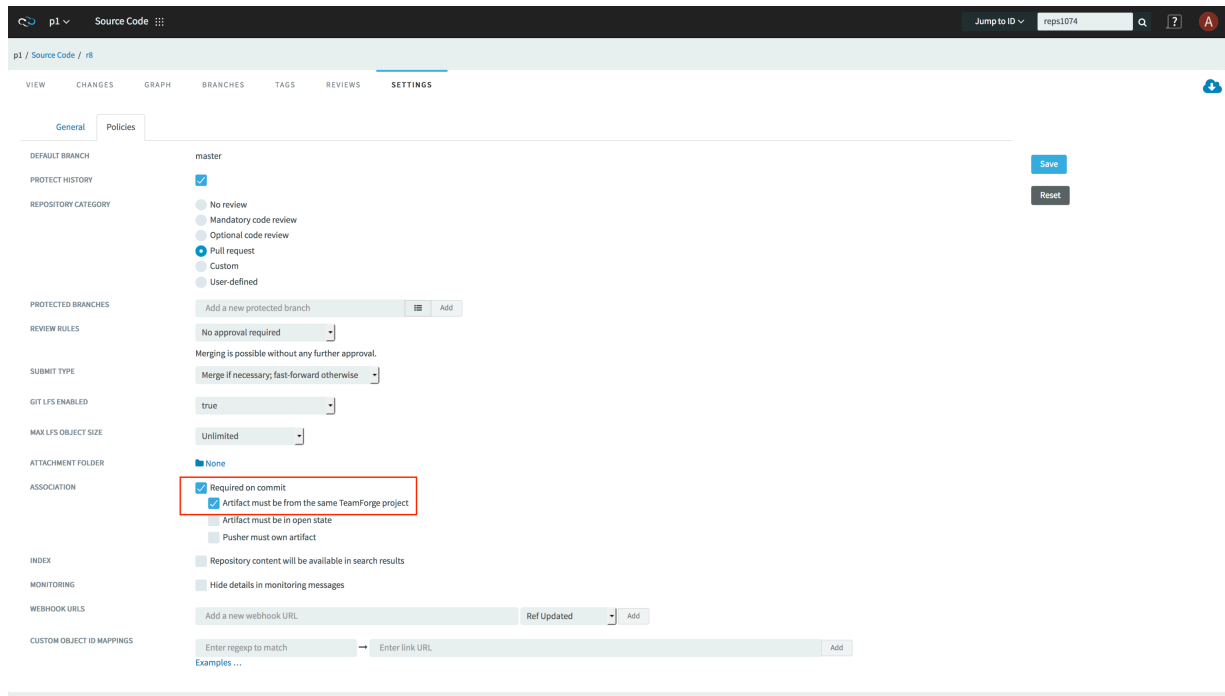 p1 Source Code Jump to ID reps1074 ? A
p1 / Source Code / r8
VIEW CHANGES GRAPH BRANCHES TAGS REVIEWS SETTINGS
General Policies
DEFAULT BRANCH master
Save
PROTECT HISTORY
Reset
REPOSITORY CATEGORY No review
Mandatory code review
Optional code review
Pull request
Custom
User-defined
PROTECTED BRANCHES Add a new protected branch Add
REVIEW RULES No approval required
Merging is possible without any further approval.
SUBMIT TYPE Merge if necessary; fast-forward otherwise
GIT LFS ENABLED true
MAX LFS OBJECT SIZE Unlimited
ATTACHMENT FOLDER None
ASSOCIATION Required on commit
Artifact must be from the same TeamForge project
Artifact must be in open state
Pusher must own artifact
INDEX Repository content will be available in search results
MONITORING Hide details in monitoring messages
WEBHOOK URLS Add a new webhook URL Ref Updated Add
CUSTOM OBJECT ID MAPPINGS Enter regexp to match → Enter link URL Add
Examples ...